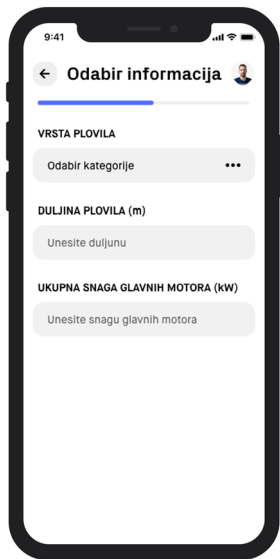 9:41
Odabir informacija
VRSTA PLOVILA
Odabir kategorije
DULJINA PLOVILA (m)
Unesite duljunu
UKUPNA SNAGA GLAVNIH MOTORA (kW)
Unesite snagu glavnih motora